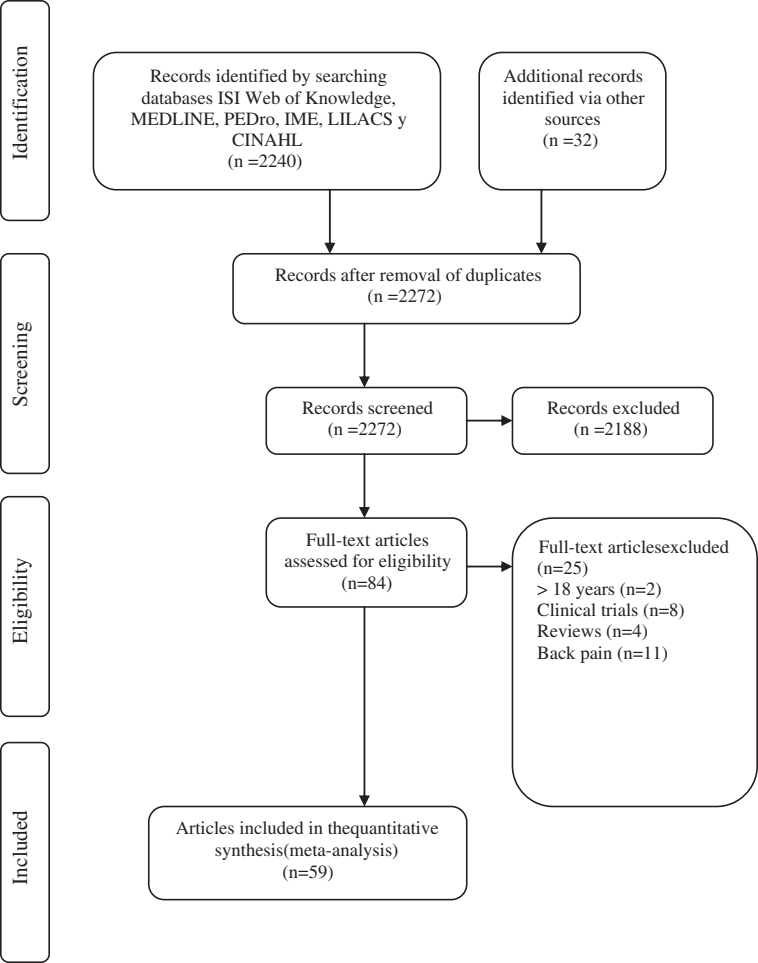 Identification
Records identified by searching
databases ISI Web of Knowledge,
MEDLINE, PEDro, IME, LILACS y
CINAHL
(n =2240)
Additional records
identified via other
sources
(n =32)
Screening
Records after removal of duplicates
(n =2272)
Records screened
(n =2272)
Records excluded
(n =2188)
Eligibility
Full-text articles
assessed for eligibility
(n=84)
Full-text articlesexcluded
(n=25)
> 18 years (n=2)
Clinical trials (n=8)
Reviews (n=4)
Back pain (n=11)
Included
Articles included in thequantitative
synthesis(meta-analysis)
(n=59)